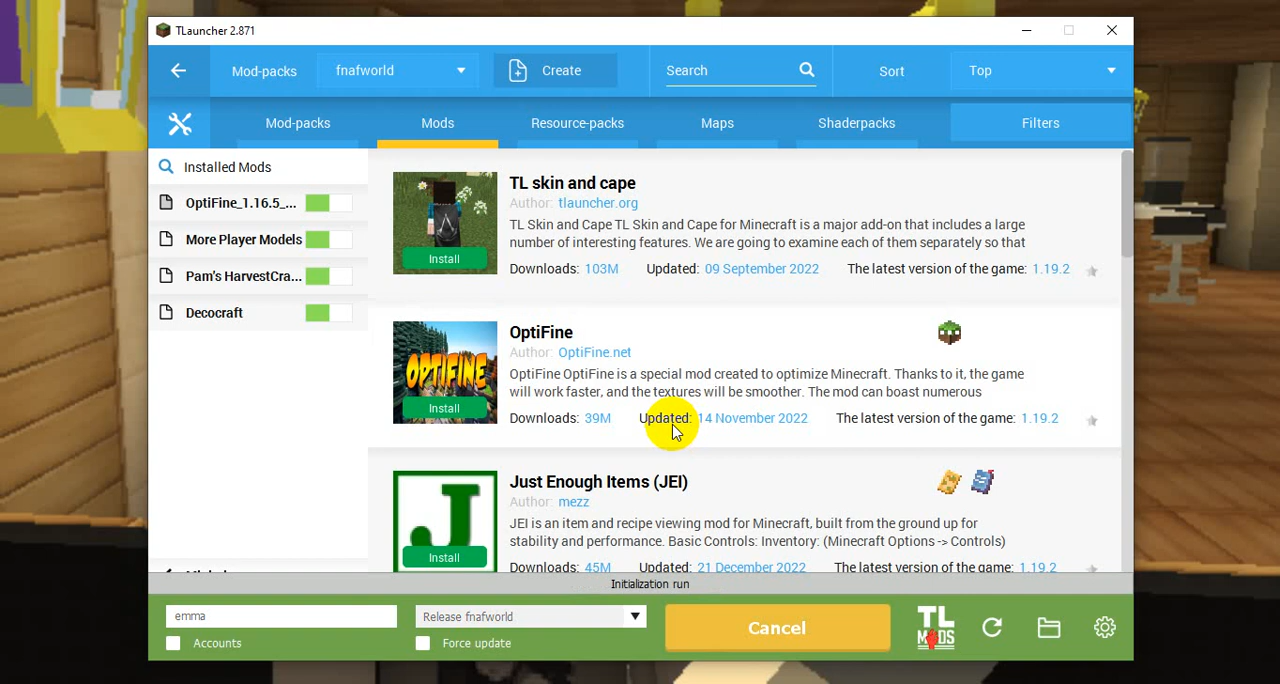 TLauncher 2.871
Mod-packs
fnafworld
Create
Search
Sort
Top
Mod-packs
Mods
Resource-packs
Maps
Shaderpacks
Filters
Installed Mods
OptiFine_1.16.5_...
More Player Models
Pam's HarvestCra...
Decocraft
TL skin and cape
Author: tlauncher.org
TL Skin and Cape TL Skin and Cape for Minecraft is a major add-on that includes a large
number of interesting features. We are going to examine each of them separately so that
Install
Downloads: 103M Updated: 09 September 2022 The latest version of the game: 1.19.2
OptiFine
Author: OptiFine.net
OptiFine OptiFine is a special mod created to optimize Minecraft. Thanks to it, the game
will work faster, and the textures will be smoother. The mod can boast numerous
OPTIFINE
Install
Downloads: 39M Updated: 14 November 2022 The latest version of the game: 1.19.2
Just Enough Items (JEI)
Author: mezz
JEI is an item and recipe viewing mod for Minecraft, built from the ground up for
stability and performance. Basic Controls: Inventory: (Minecraft Options -> Controls)
J
Install
Downloads: 45M Updated: 21 December 2022 The latest version of the game: 1.19.2
Initialization run
emma
Release fnafworld
Cancel
TL
MODS
Accounts
Force update